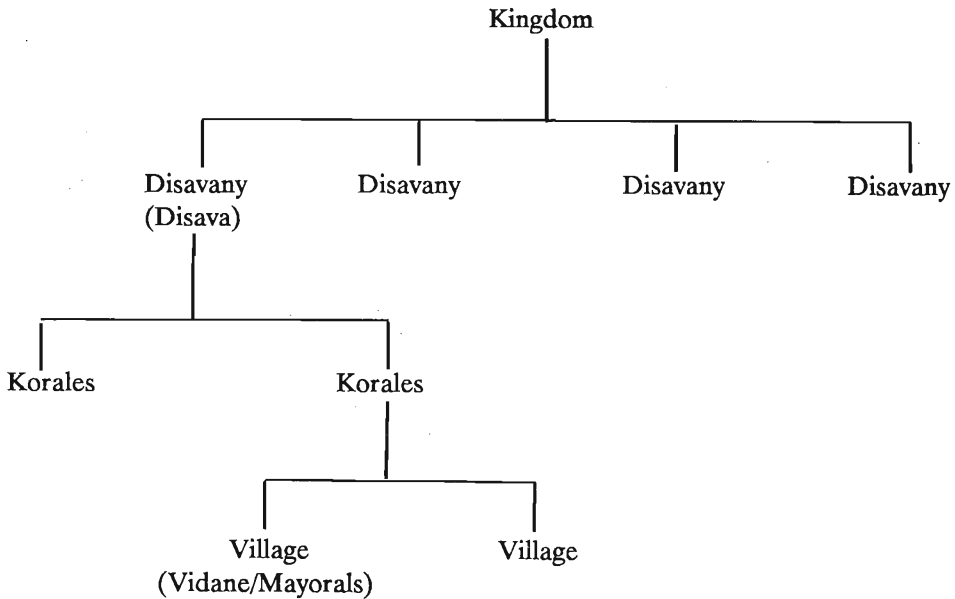 Kingdom
Disavany Disavany Disavany Disavany
(Disava)
Korales Korales
Village Village
(Vidane/Mayorals)